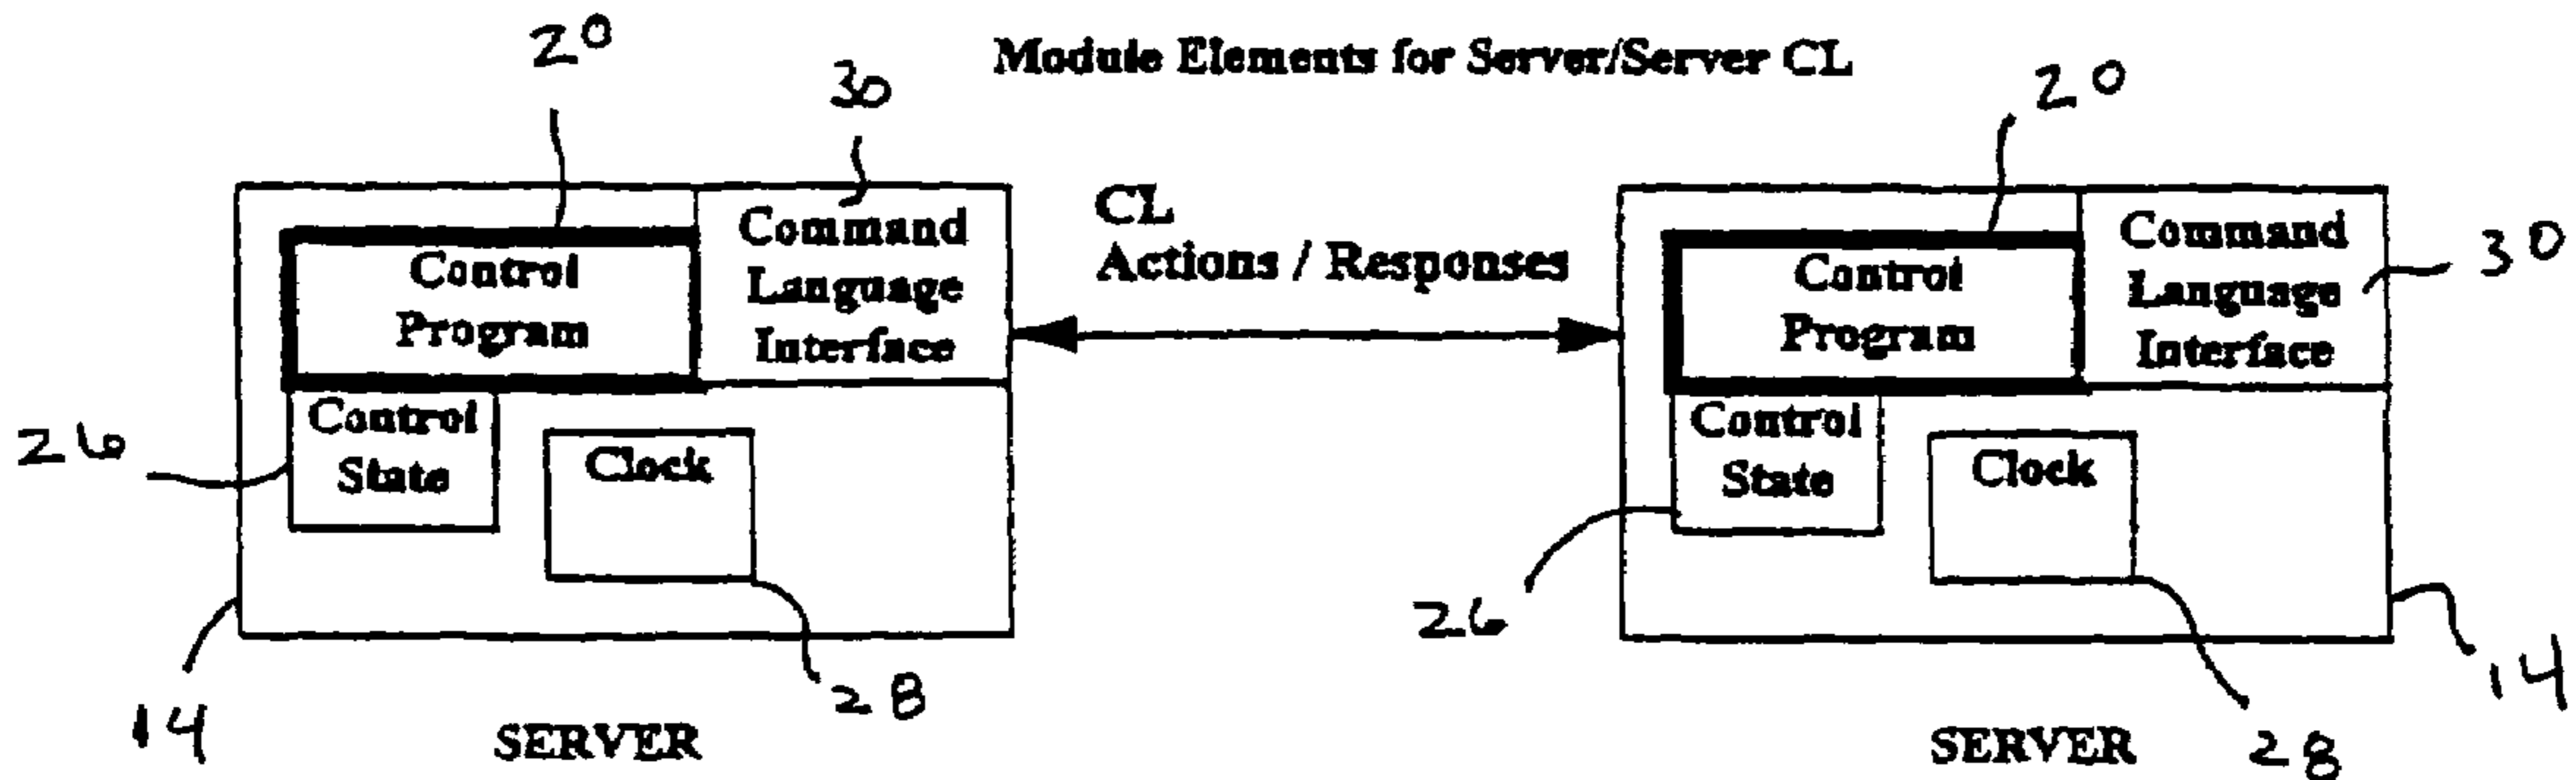 Module Elements for Server/Server CL
20
30
Control
Program
Command
Language
Interface
Control
State
Clock
26
14
28
SERVER
CL
Actions / Responses
20
Control
Program
Command
Language
Interface
30
Control
State
Clock
26
28
14
SERVER